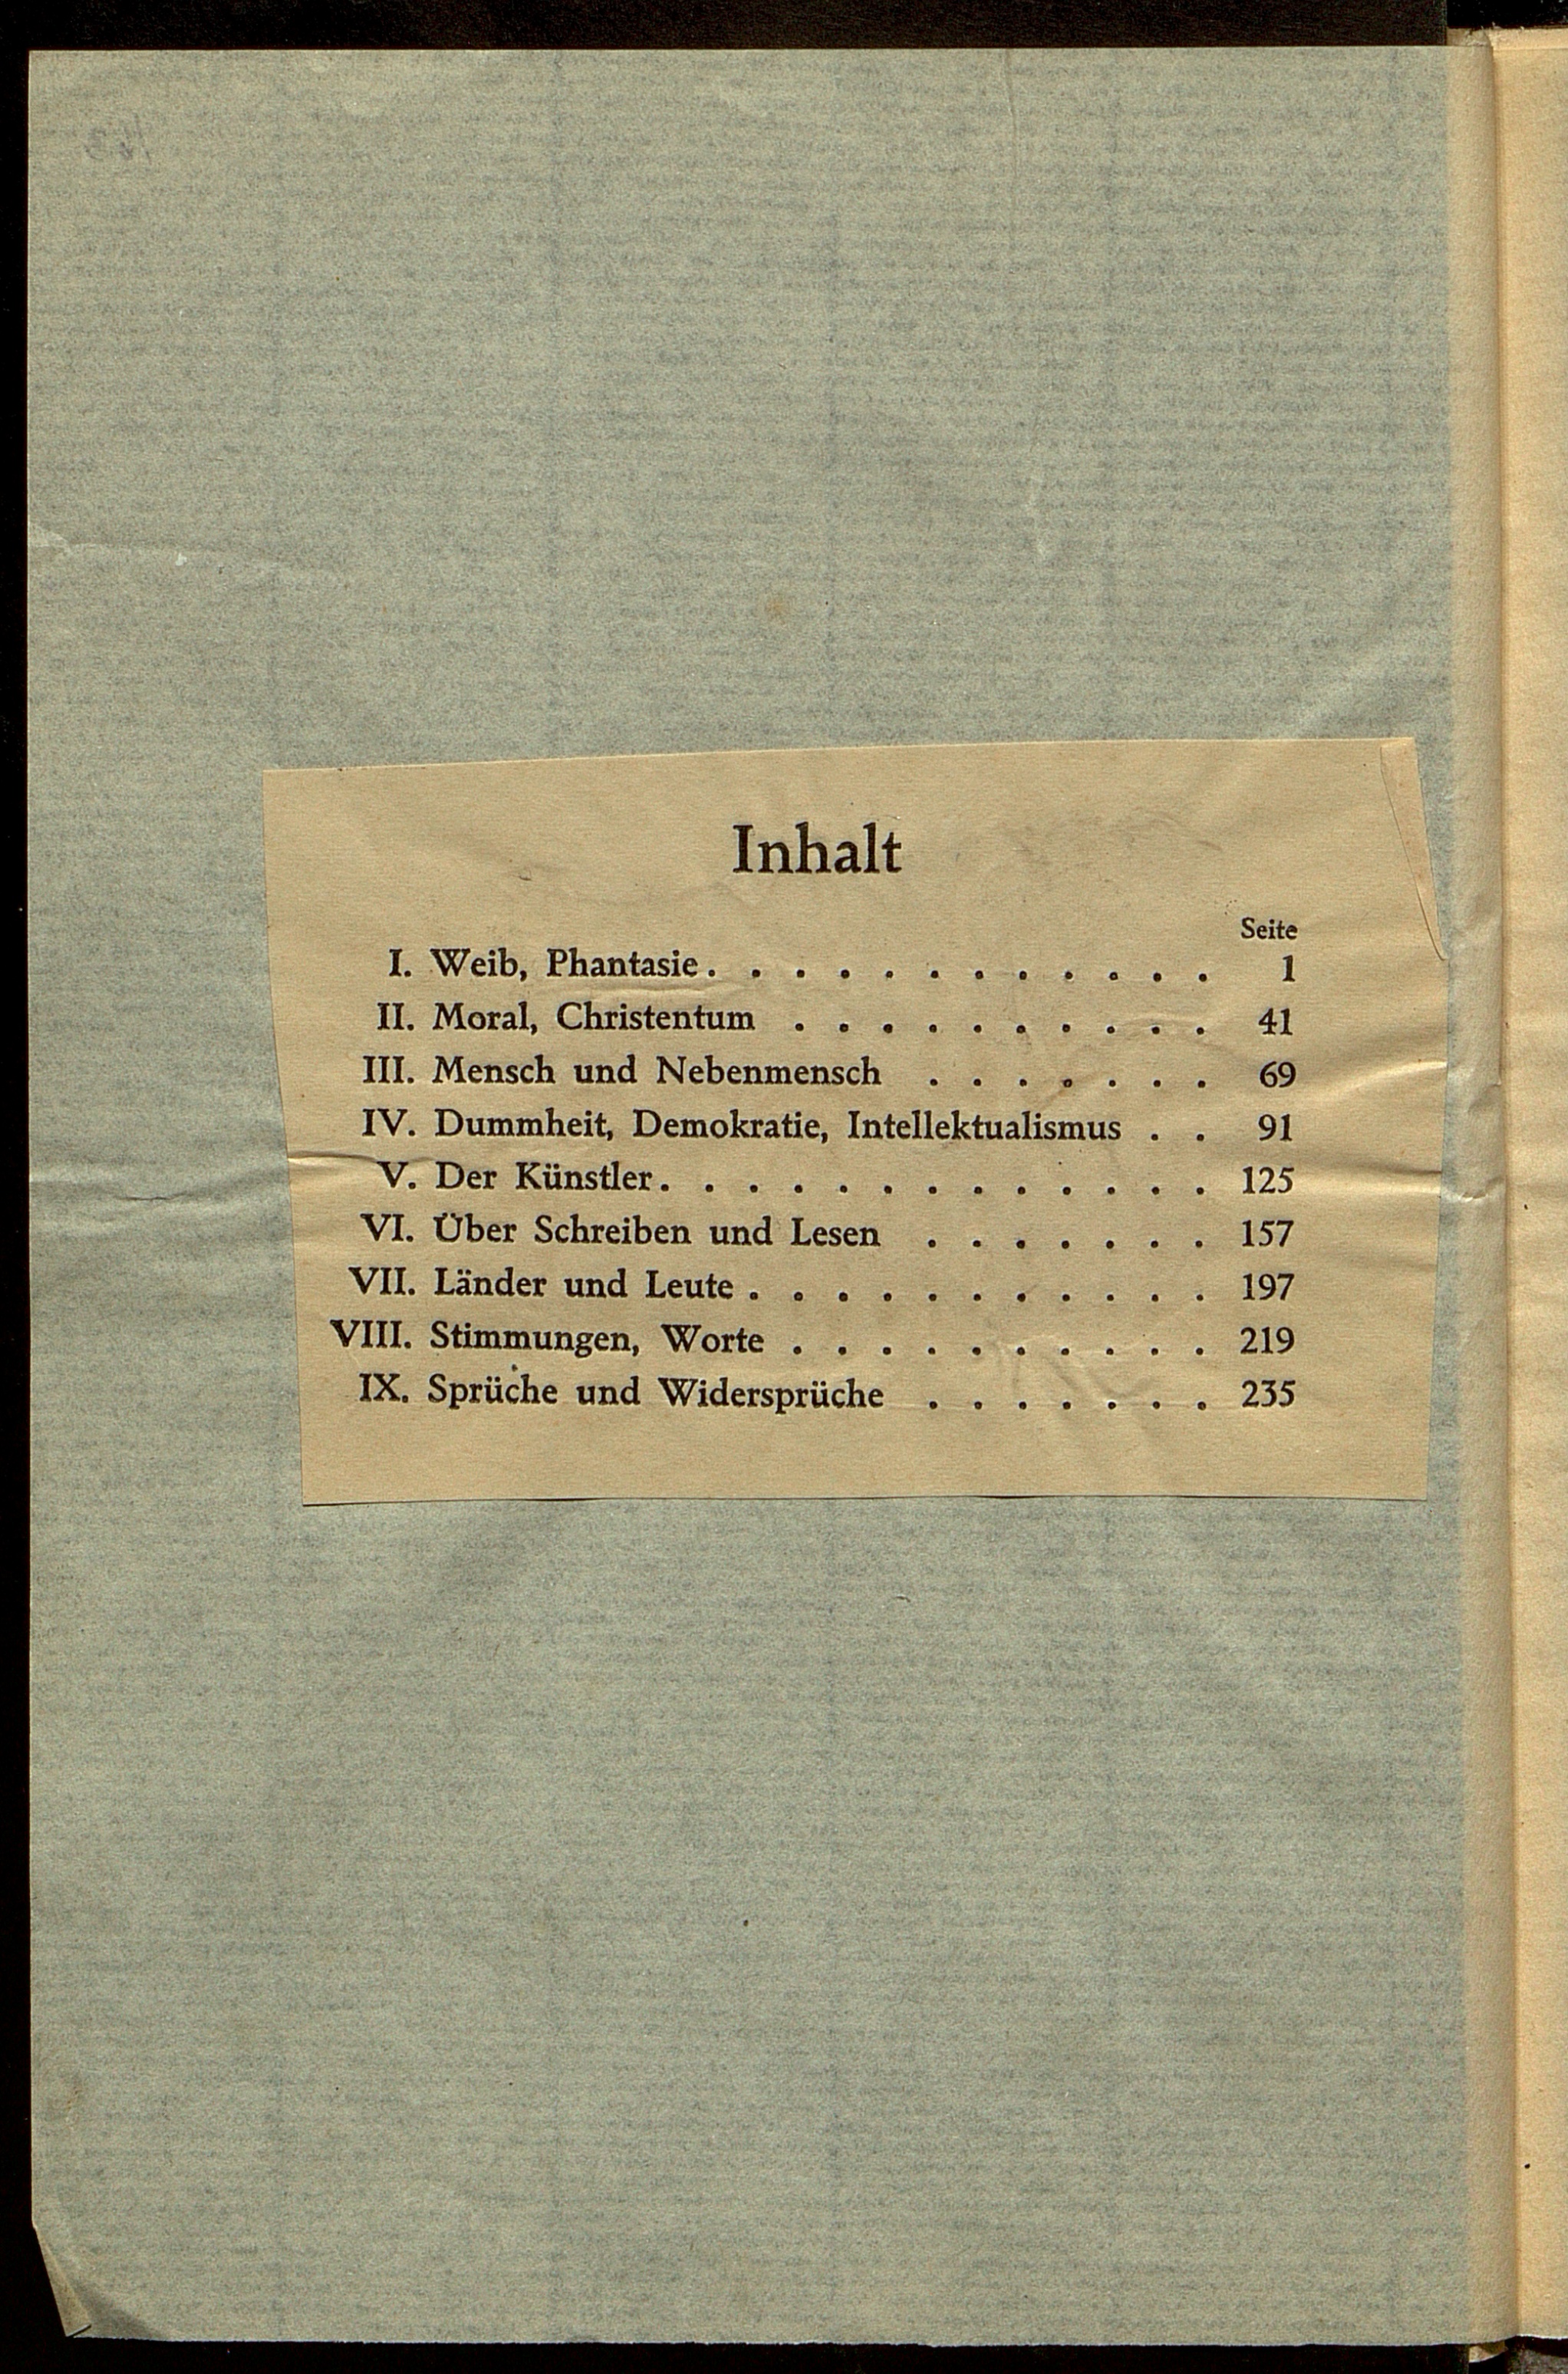 Inhalt
Seite
I. Weib, Phantasie. . . . . . . . . . . . 1
II. Moral, Christentum . . . . . . . . . . 41
III. Mensch und Nebenmensch . . . . . . . 69
IV. Dummheit, Demokratie, Intellektualismus . . 91
V. Der Künstler. . . . . . . . . . . . . 125
VI. Über Schreiben und Lesen . . . . . . . 157
VII. Länder und Leute . . . . . . . . . . . 197
VIII. Stimmungen, Worte . . . . . . . . . . 219
IX. Sprüche und Widersprüche . . . . . . . 235